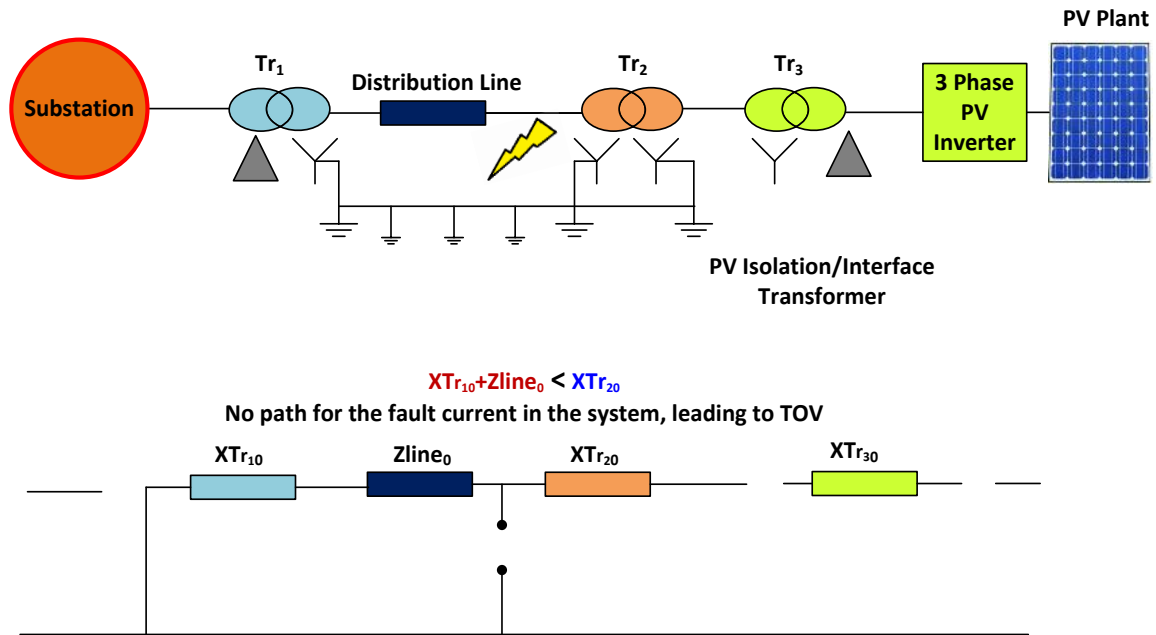 PV Plant
Tr₁
Distribution Line
Tr₂
Tr₃
Substation
3 Phase
PV
Inverter
PV Isolation/Interface
Transformer
XTr₁₀+Zline₀ < XTr₂₀
No path for the fault current in the system, leading to TOV
XTr₁₀
Zline₀
XTr₂₀
XTr₃₀